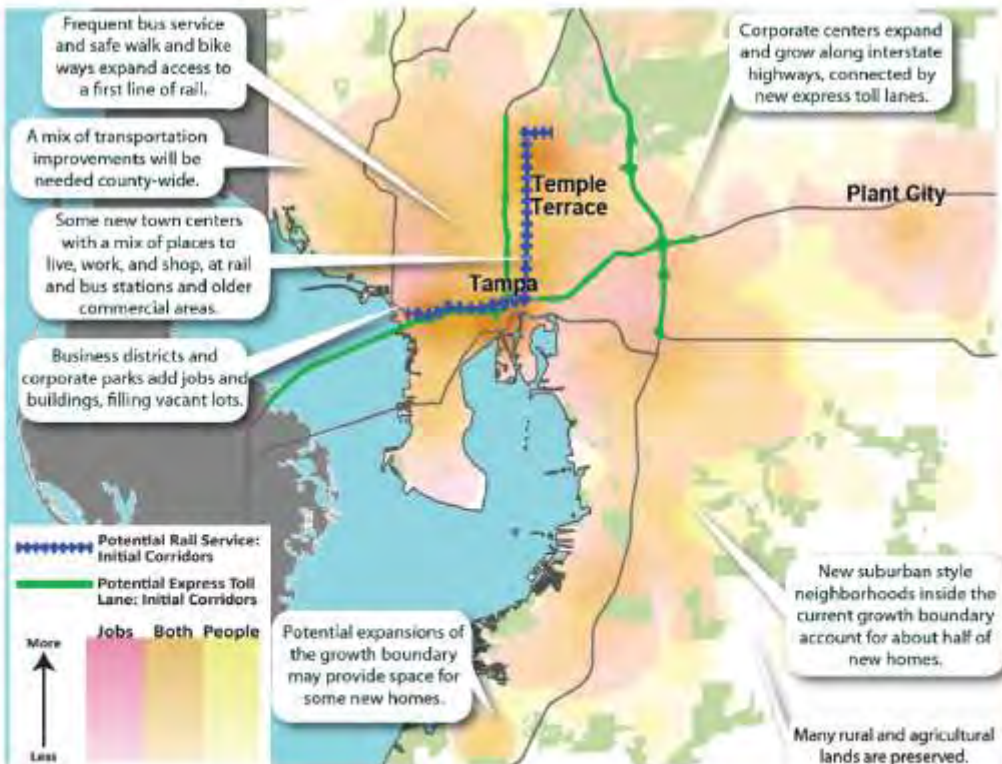 Frequent bus service
and safe walk and bike
ways expand access to
a first line of rail.
Corporate centers expand
and grow along interstate
highways, connected by
new express toll lanes.
A mix of transportation
improvements will be
needed county-wide.
Temple
Terrace
Plant City
Some new town centers
with a mix of places to
live, work, and shop, at rail
and bus stations and older
commercial areas.
Tampa
Business districts and
corporate parks add jobs and
buildings, filling vacant lots.
Potential Rail Service:
Initial Corridors
Potential Express Toll
Lane: Initial Corridors
Jobs Both People
More
Less
Potential expansions of
the growth boundary
may provide space for
some new homes.
New suburban style
neighborhoods inside the
current growth boundary
account for about half of
new homes.
Many rural and agricultural
lands are preserved.